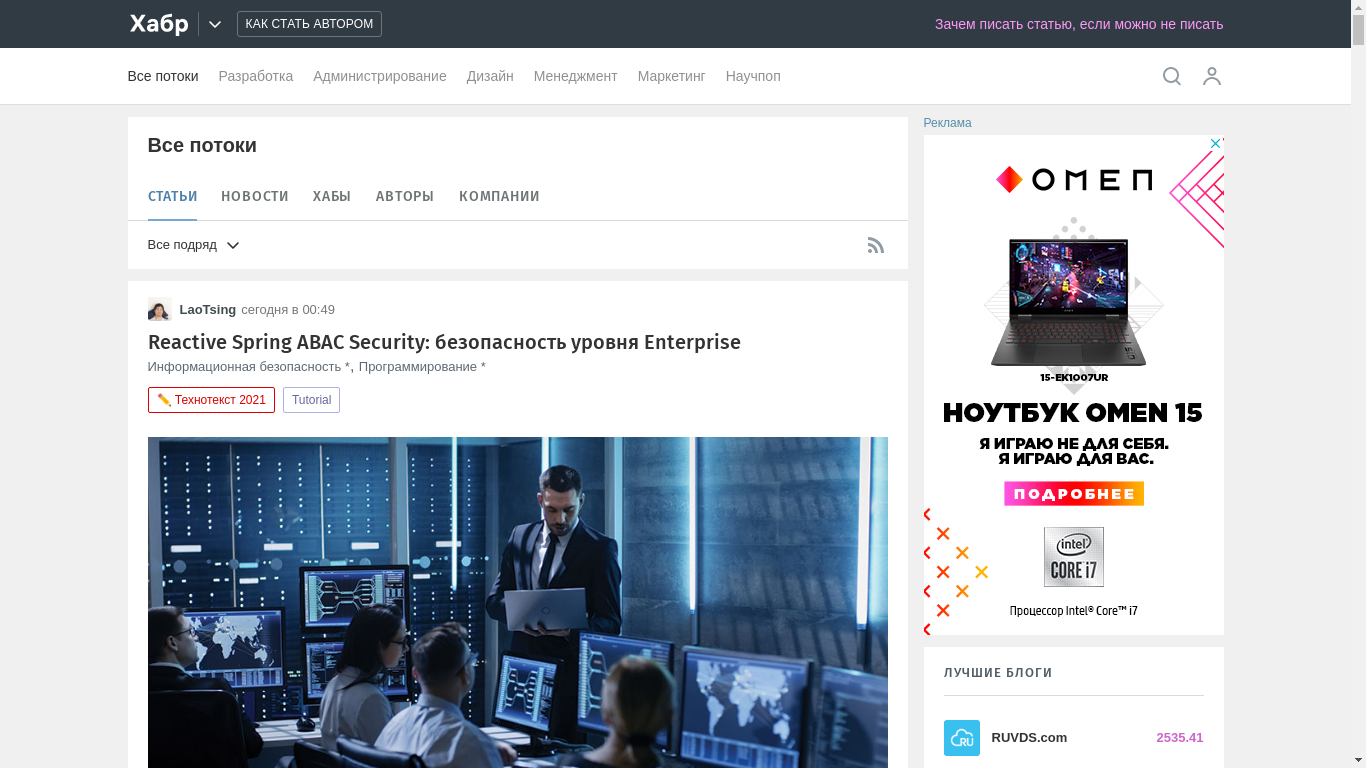 Хабр
КАК СТАТЬ АВТОРОМ
Зачем писать статью, если можно не писать
Все потоки Разработка Администрирование Дизайн Менеджмент Маркетинг Научпоп
Все потоки
СТАТЬИ НОВОСТИ ХАБЫ АВТОРЫ КОМПАНИИ
Все подряд
LaoTsing сегодня в 00:49
Reactive Spring ABAC Security: безопасность уровня Enterprise
Информационная безопасность *, Программирование *
✏️ Технотекст 2021 Tutorial
Реклама
OMEN
15-EK1007UR
НОУТБУК OMEN 15
Я ИГРАЮ НЕ ДЛЯ СЕБЯ.
Я ИГРАЮ ДЛЯ ВАС.
ПОДРОБНЕЕ
intel
CORE i7
Процессор Intel® Core™ i7
ЛУЧШИЕ БЛОГИ
RU
RUVDS.com 2535.41